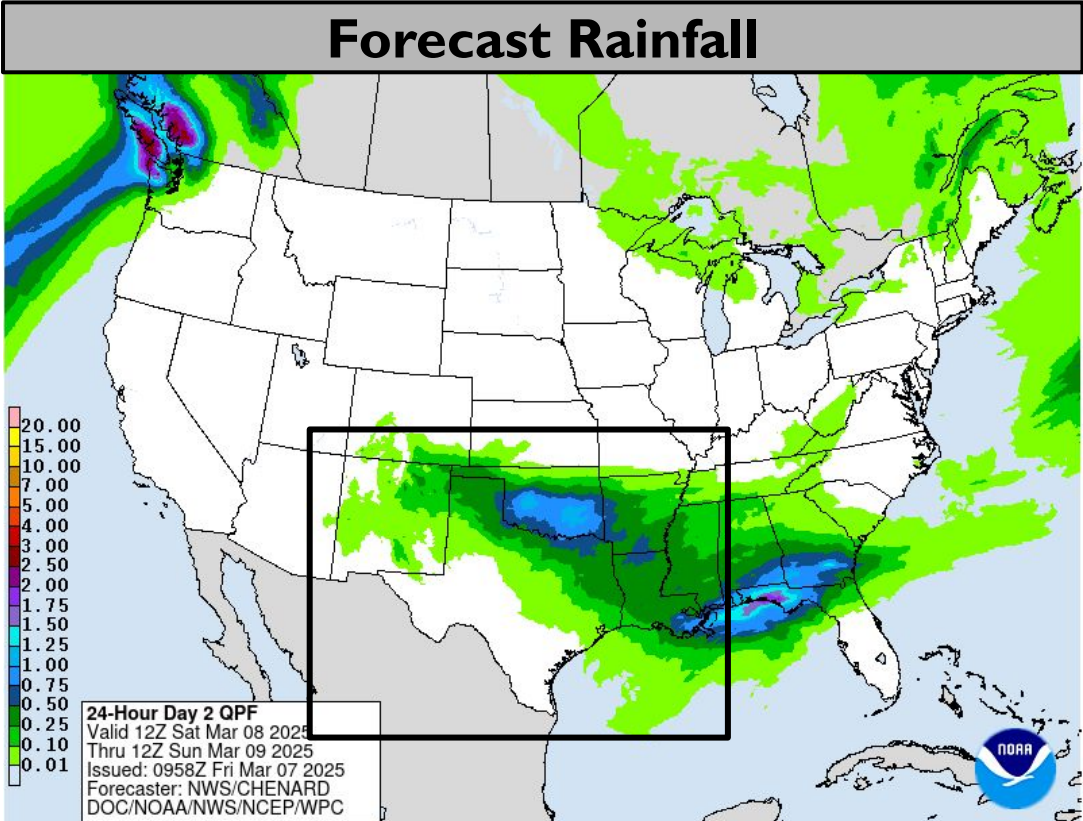 Forecast Rainfall
20.00
15.00
10.00
7.00
5.00
4.00
3.00
2.50
2.00
1.75
1.50
1.25
1.00
0.75
0.50
0.25
0.10
0.01
24-Hour Day 2 QPF
Valid 12Z Sat Mar 08 2025
Thru 12Z Sun Mar 09 2025
Issued: 0958Z Fri Mar 07 2025
Forecaster: NWS/CHENARD
DOC/NOAA/NWS/NCEP/WPC
NOAA